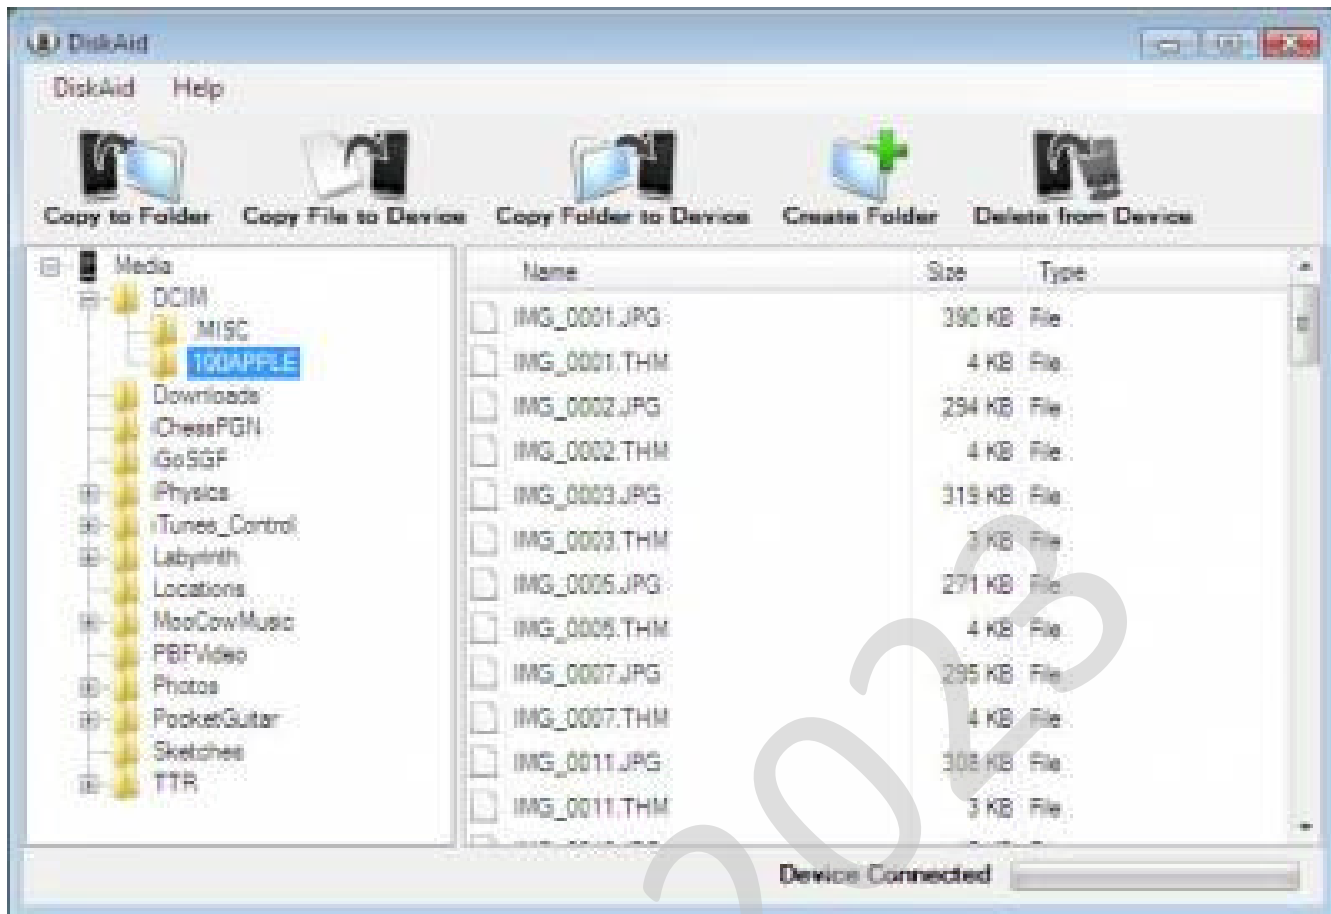 DiskAid
DiskAid Help
Copy to Folder Copy File to Device Copy Folder to Device Create Folder Delete from Device
Media
DCIM
.MISC
100APPLE
Downloads
iChessPGN
iGoSGF
iPhysics
iTunes_Control
Labyrinth
Locations
MooCowMusic
PBFVideo
Photos
PocketGuitar
Sketches
TTR
Name Size Type
IMG_0001.JPG 390 KB File
IMG_0001.THM 4 KB File
IMG_0002.JPG 294 KB File
IMG_0002.THM 4 KB File
IMG_0003.JPG 319 KB File
IMG_0003.THM 3 KB File
IMG_0005.JPG 271 KB File
IMG_0005.THM 4 KB File
IMG_0007.JPG 295 KB File
IMG_0007.THM 4 KB File
IMG_0011.JPG 308 KB File
IMG_0011.THM 3 KB File
Device Connected
2023